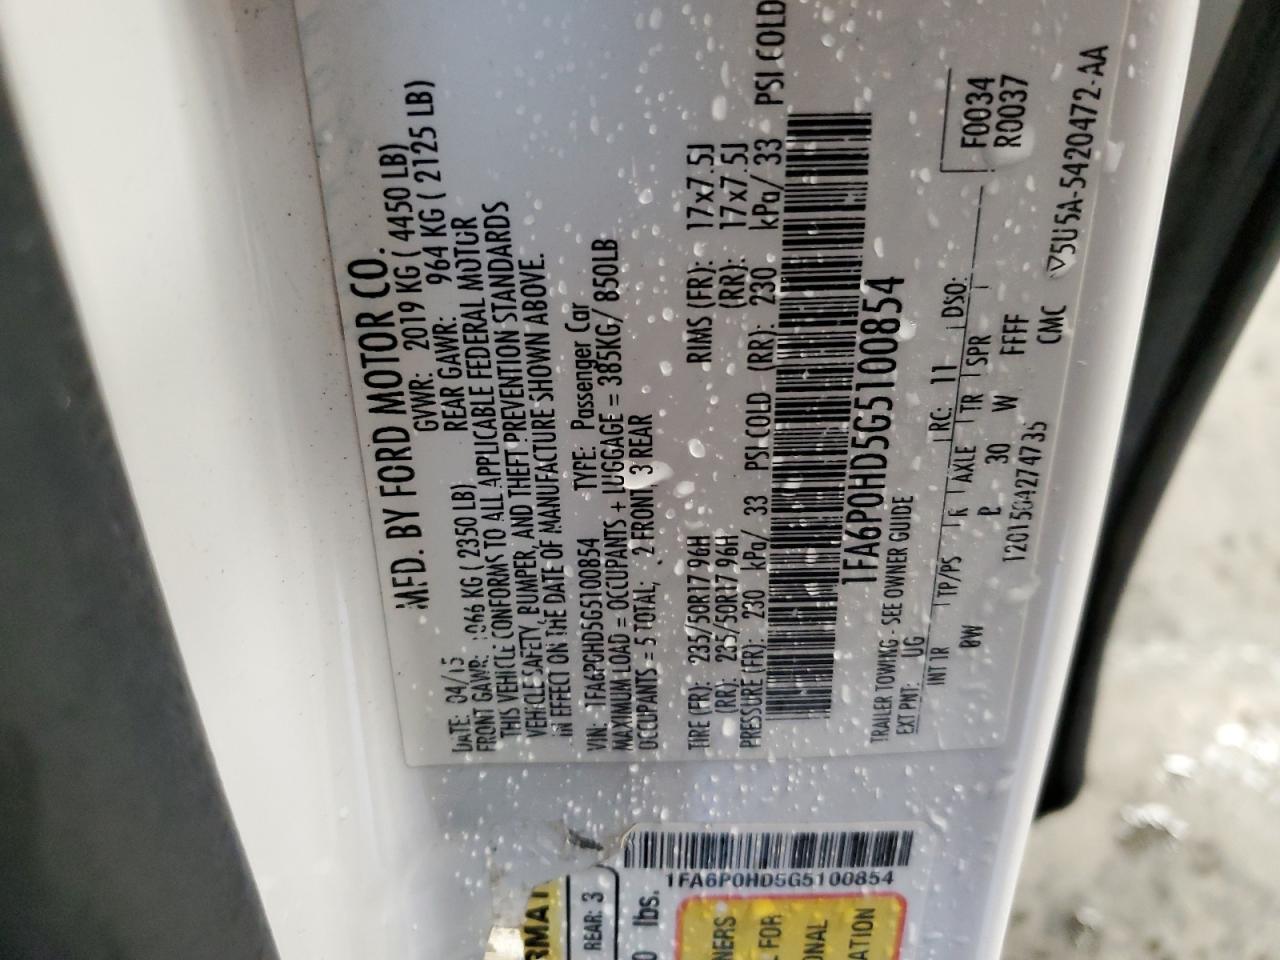 MFD. BY FORD MOTOR CO.
DATE: 04/15 GVWR: 2019 KG ( 4450 LB)
FRONT GAWR: 1066 KG ( 2350 LB) REAR GAWR: 964 KG ( 2125 LB)
THIS VEHICLE CONFORMS TO ALL APPLICABLE FEDERAL MOTOR
VEHICLE SAFETY, BUMPER, AND THEFT PREVENTION STANDARDS
IN EFFECT ON THE DATE OF MANUFACTURE SHOWN ABOVE.
VIN: 1FA6P0HD5G5100854 TYPE: Passenger Car
MAXIMUM LOAD = OCCUPANTS + LUGGAGE = 385KG/ 850LB
OCCUPANTS = 5 TOTAL, 2 FRONT, 3 REAR
TIRE (FR): 235/50R17 96H RIMS (FR): 17x7.5J
(RR): 235/50R17 96H (RR): 17x7.5J
PRESSURE (FR): 230 kPa/ 33 PSI COLD (RR): 230 kPa/ 33 PSI COLD
1FA6P0HD5G5100854
TRAILER TOWING - SEE OWNER GUIDE
EXT PNT: UG RC: 11 DSO:
INT TR TP/PS R AXLE TR SPR
BW P 30 W FFFF
F0034
R0037
1201504274735 CMC
V5U5A-5420472-AA
1FA6P0HD5G5100854
REAR: 3
lbs.